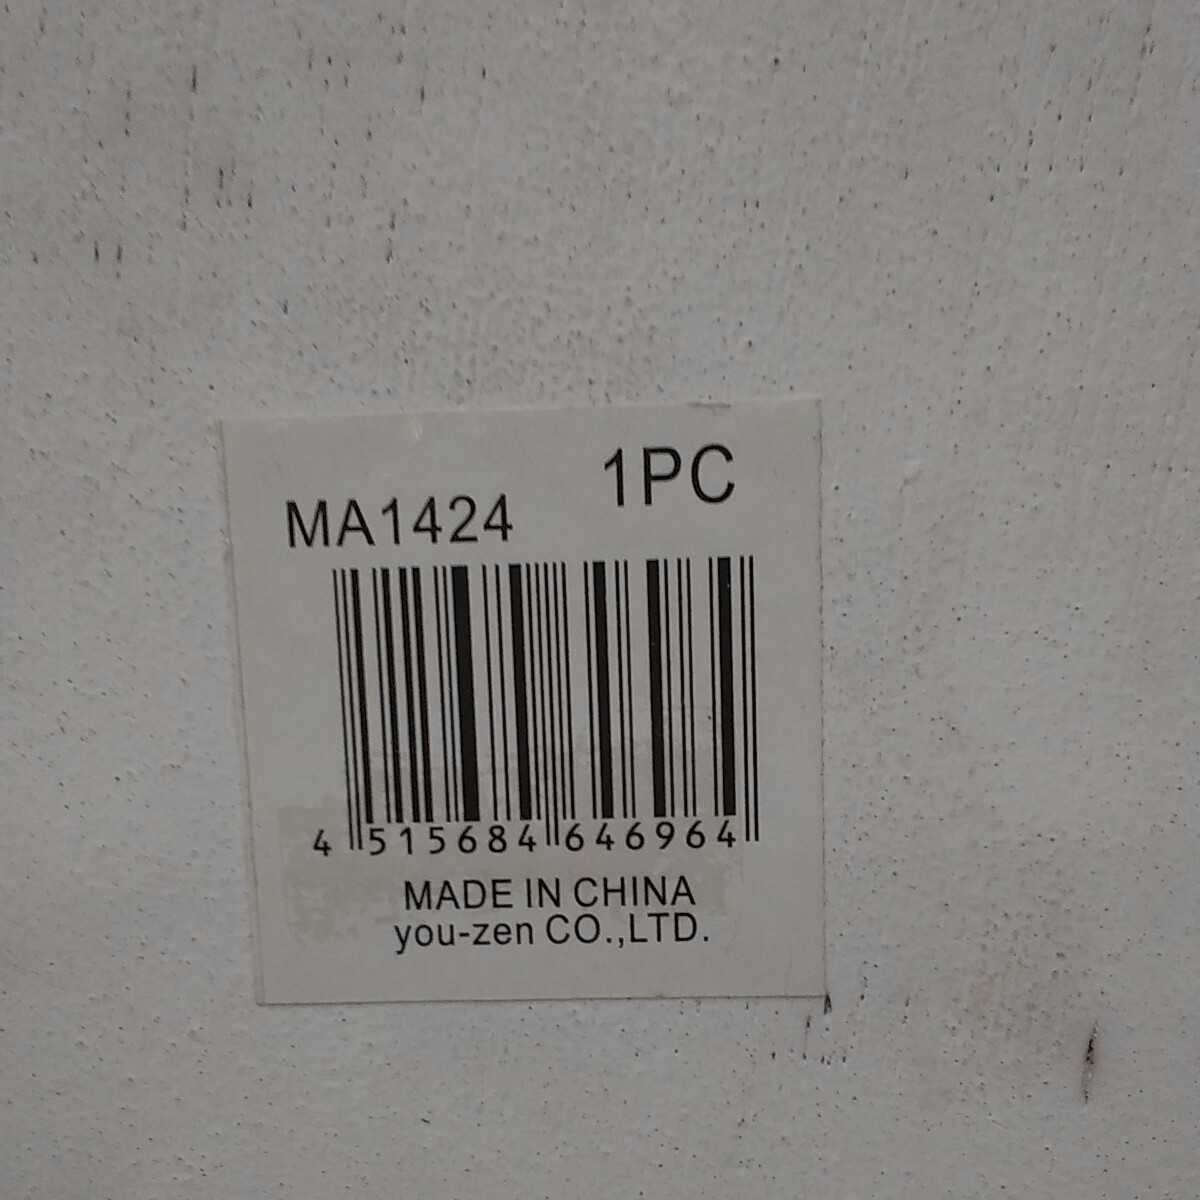 1PC
MA1424
4 515684 646964
MADE IN CHINA
you-zen CO.,LTD.